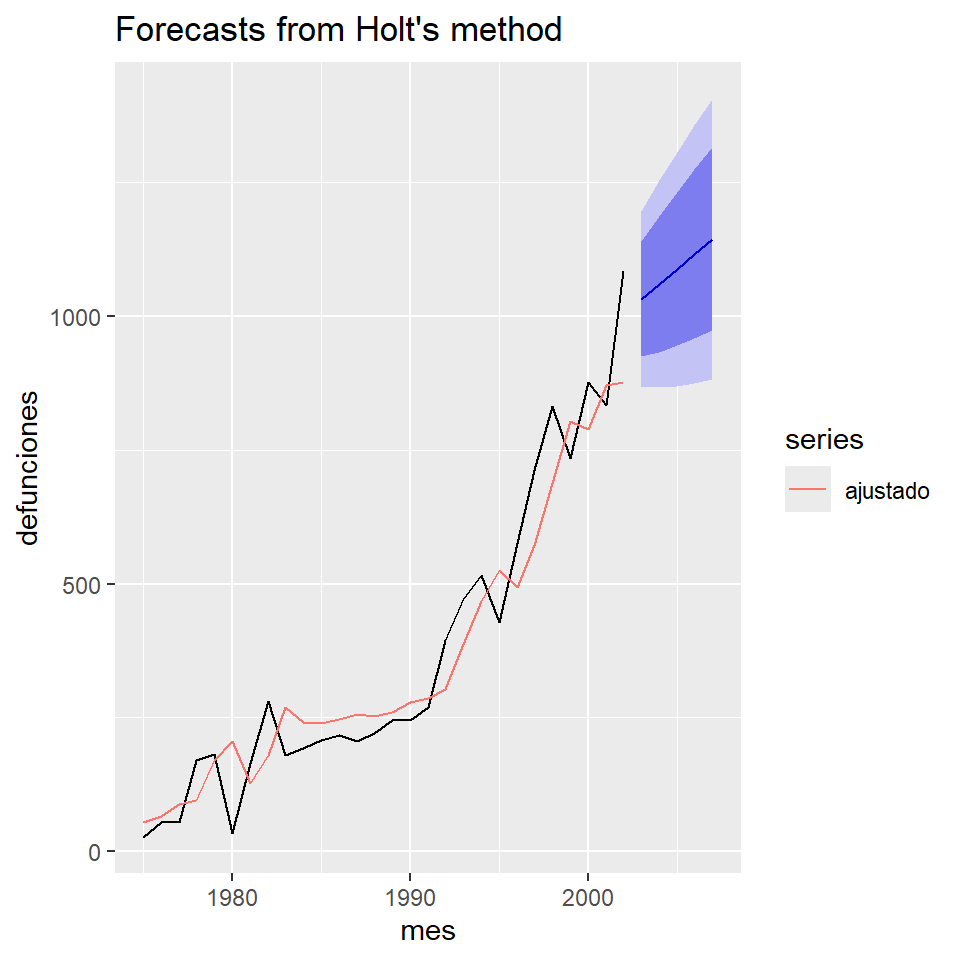 Forecasts from Holt's method
1000
500
0
defunciones
1980 1990 2000
mes
series
ajustado